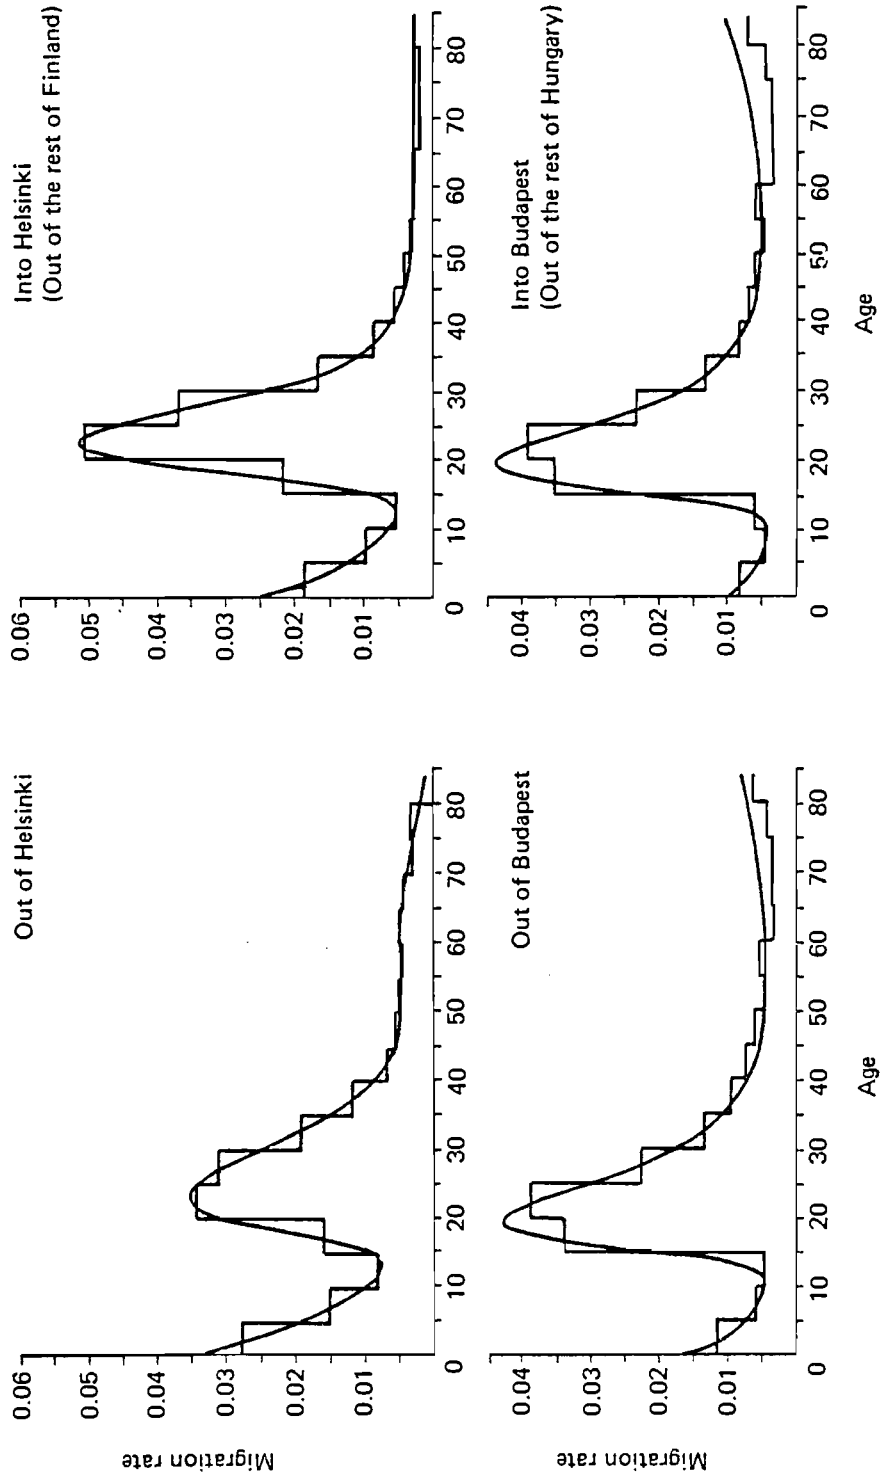 Out of Helsinki
Migration rate
0.06
0.05
0.04
0.03
0.02
0.01
0 10 20 30 40 50 60 70 80
Into Helsinki
(Out of the rest of Finland)
0.06
0.05
0.04
0.03
0.02
0.01
0 10 20 30 40 50 60 70 80
Out of Budapest
Migration rate
0.04
0.03
0.02
0.01
0 10 20 30 40 50 60 70 80
Age
Into Budapest
(Out of the rest of Hungary)
0.04
0.03
0.02
0.01
0 10 20 30 40 50 60 70 80
Age